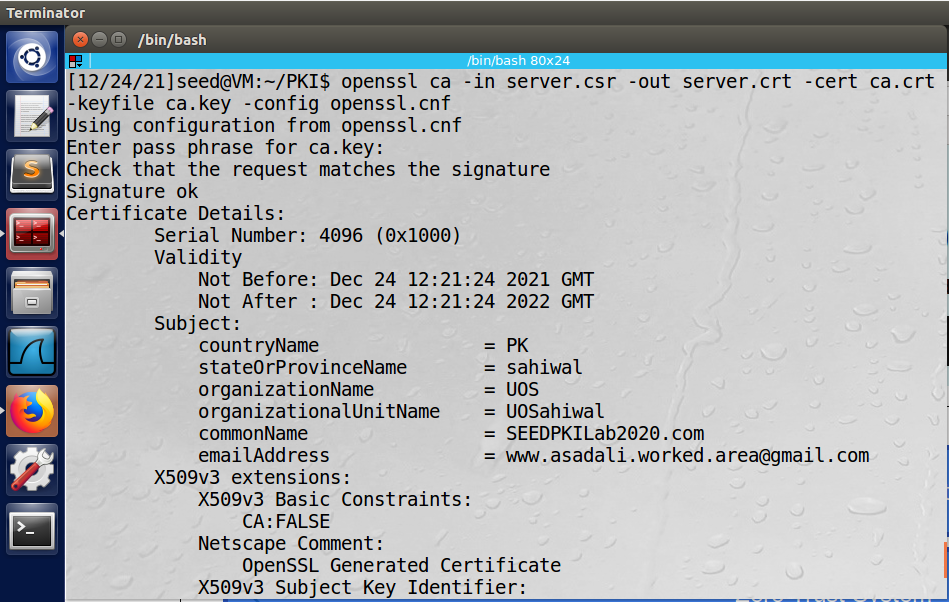 Terminator
/bin/bash
/bin/bash 80x24
[12/24/21]seed@VM:~/PKI$ openssl ca -in server.csr -out server.crt -cert ca.crt
-keyfile ca.key -config openssl.cnf
Using configuration from openssl.cnf
Enter pass phrase for ca.key:
Check that the request matches the signature
Signature ok
Certificate Details:
Serial Number: 4096 (0x1000)
Validity
Not Before: Dec 24 12:21:24 2021 GMT
Not After : Dec 24 12:21:24 2022 GMT
Subject:
countryName = PK
stateOrProvinceName = sahiwal
organizationName = UOS
organizationalUnitName = UOSahiwal
commonName = SEEDPKILab2020.com
emailAddress = www.asadali.worked.area@gmail.com
X509v3 extensions:
X509v3 Basic Constraints:
CA:FALSE
Netscape Comment:
OpenSSL Generated Certificate
X509v3 Subject Key Identifier: